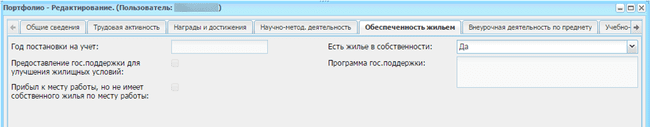 Портфолио - Редактирование. (Пользователь:
Общие сведения Трудовая активность Награды и достижения Научно-метод. деятельность Обеспеченность жильем Внеурочная деятельность по предмету Учебно-
Год постановки на учет: Есть жилье в собственности: Да
Предоставление гос.поддержки для Программа гос.поддержки:
улучшения жилищных условий:
Прибыл к месту работы, но не имеет
собственного жилья по месту работы: